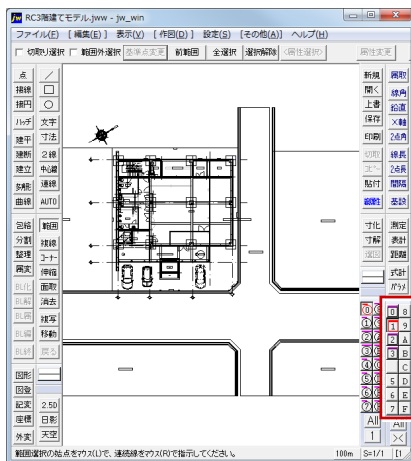 RC3階建てモデル.jww - jw_win
ファイル(F) [編集(E)] 表示(V) [作図(D)] 設定(S) [その他(A)] ヘルプ(H)
切取り選択 範囲外選択 基準点変更 前範囲 全選択 選択解除 <属性選択> 属性変更
点 新規 属取
接線 開く 線角
接円 上書 鉛直
ハッチ 文字 保存 X軸
建平 寸法 印刷 2点角
建断 2線 切取 線長
建立 中心線 コピー 2点長
多角形 連線 貼付 間隔
曲線 AUTO 基設
包絡 範囲 寸化 測定
分割 複線 寸解 表計
整理 コーナー 選図 距離
属変 伸縮 式計
BL化 面取 パラメ
BL解 消去
BL属 複写
BL編 移動
BL終 戻る
0 8
1 9
2 A
3 B
C
5 D
6 E
7 F
All All
1 ×
図形
図登
記変 2.50
座標 日影
外変 天空
範囲選択の始点をマウス(L)で、連続線をマウス(R)で指示してください。 100m S=1/1 [1